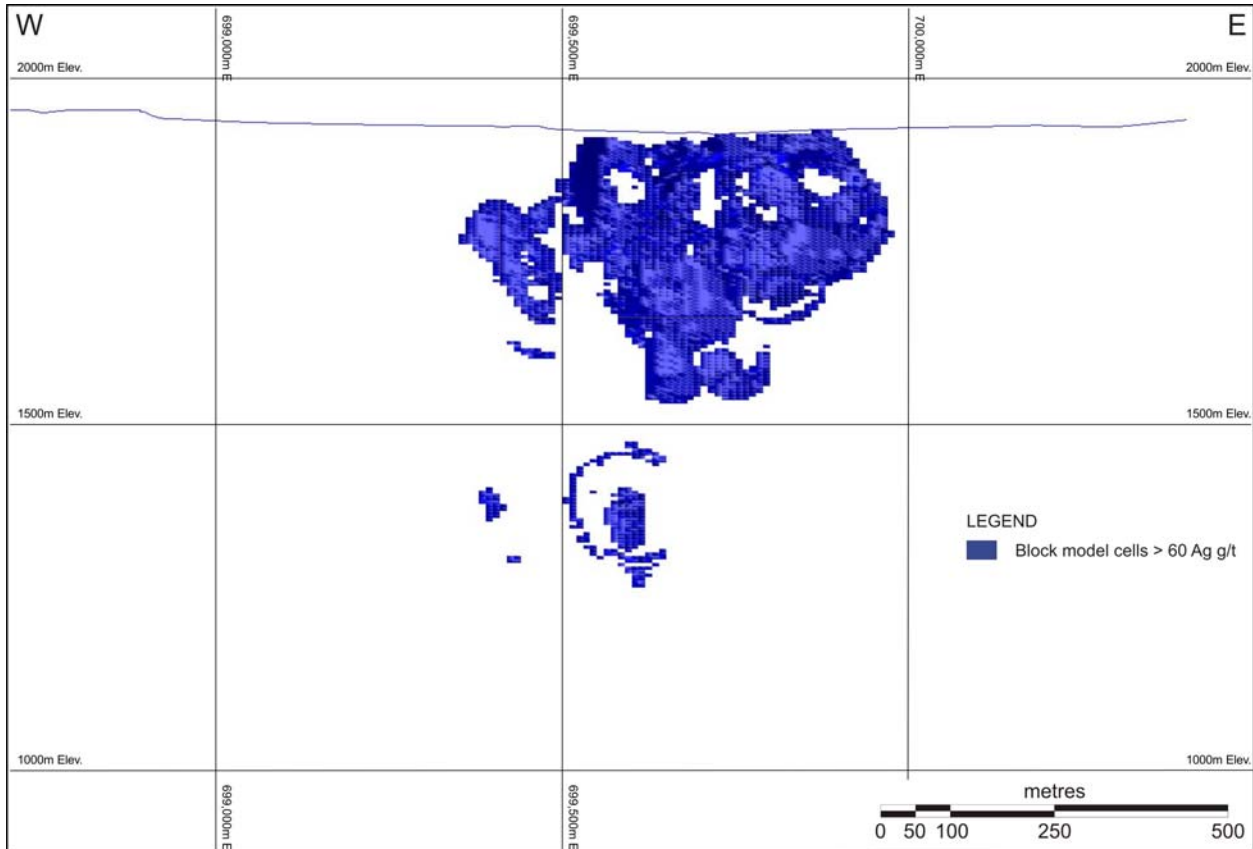 W
E
699,000m E
699,500m E
700,000m E
2000m Elev.
2000m Elev.
1500m Elev.
1500m Elev.
LEGEND
Block model cells > 60 Ag g/t
1000m Elev.
1000m Elev.
699,000m E
699,500m E
metres
0 50 100 250 500